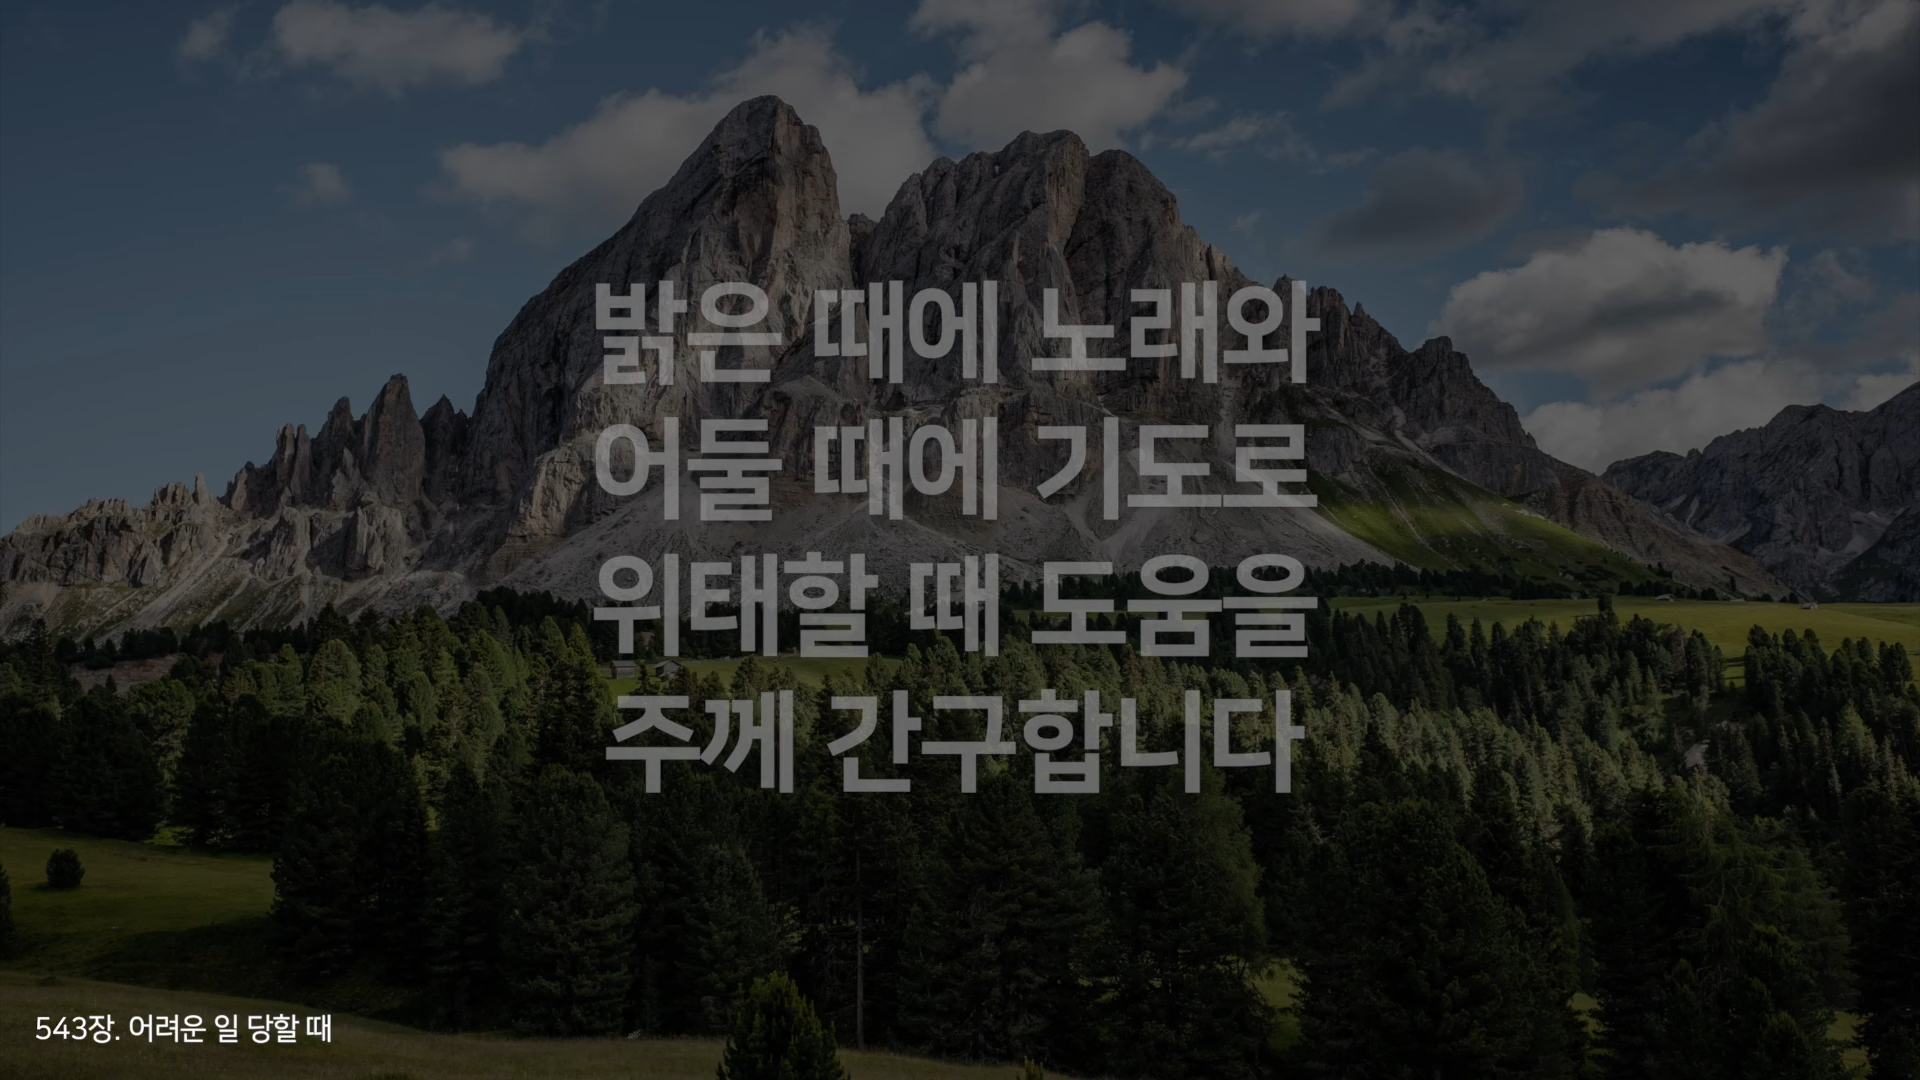 밝은 때에 노래와
어둘 때에 기도로
위태할 때 도움을
주께 간구합니다
543장. 어려운 일 당할 때